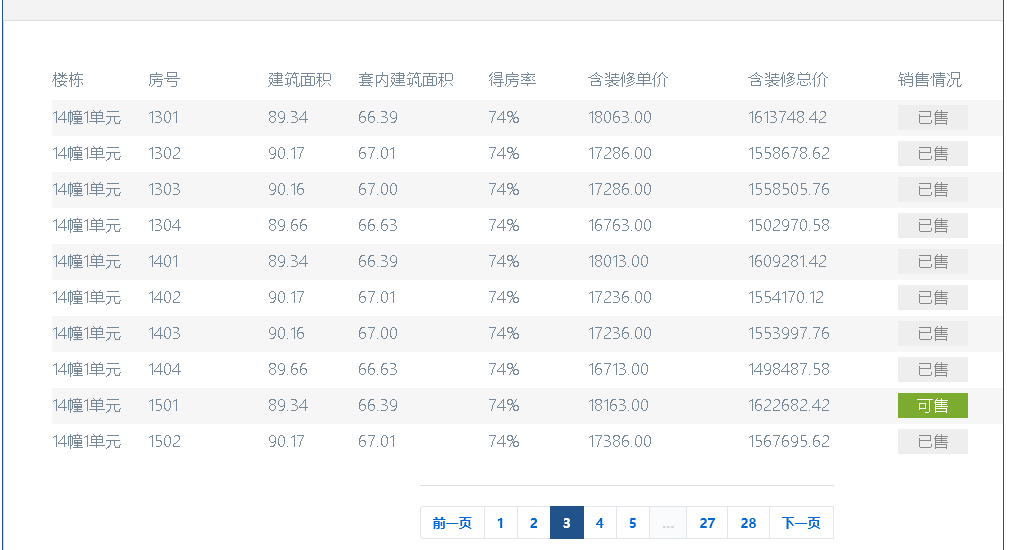 楼栋 房号 建筑面积 套内建筑面积 得房率 含装修单价 含装修总价 销售情况
14幢1单元 1301 89.34 66.39 74% 18063.00 1613748.42 已售
14幢1单元 1302 90.17 67.01 74% 17286.00 1558678.62 已售
14幢1单元 1303 90.16 67.00 74% 17286.00 1558505.76 已售
14幢1单元 1304 89.66 66.63 74% 16763.00 1502970.58 已售
14幢1单元 1401 89.34 66.39 74% 18013.00 1609281.42 已售
14幢1单元 1402 90.17 67.01 74% 17236.00 1554170.12 已售
14幢1单元 1403 90.16 67.00 74% 17236.00 1553997.76 已售
14幢1单元 1404 89.66 66.63 74% 16713.00 1498487.58 已售
14幢1单元 1501 89.34 66.39 74% 18163.00 1622682.42 可售
14幢1单元 1502 90.17 67.01 74% 17386.00 1567695.62 已售
前一页 1 2 3 4 5 ... 27 28 下一页